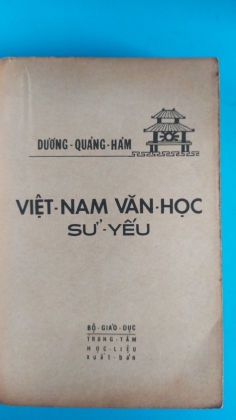 DƯƠNG-QUẢNG-HÀM
VIỆT-NAM VĂN-HỌC
SỬ-YẾU
BỘ-GIÁO-DỤC
TRUNG-TÂM
HỌC-LIỆU
XUẤT-BẢN